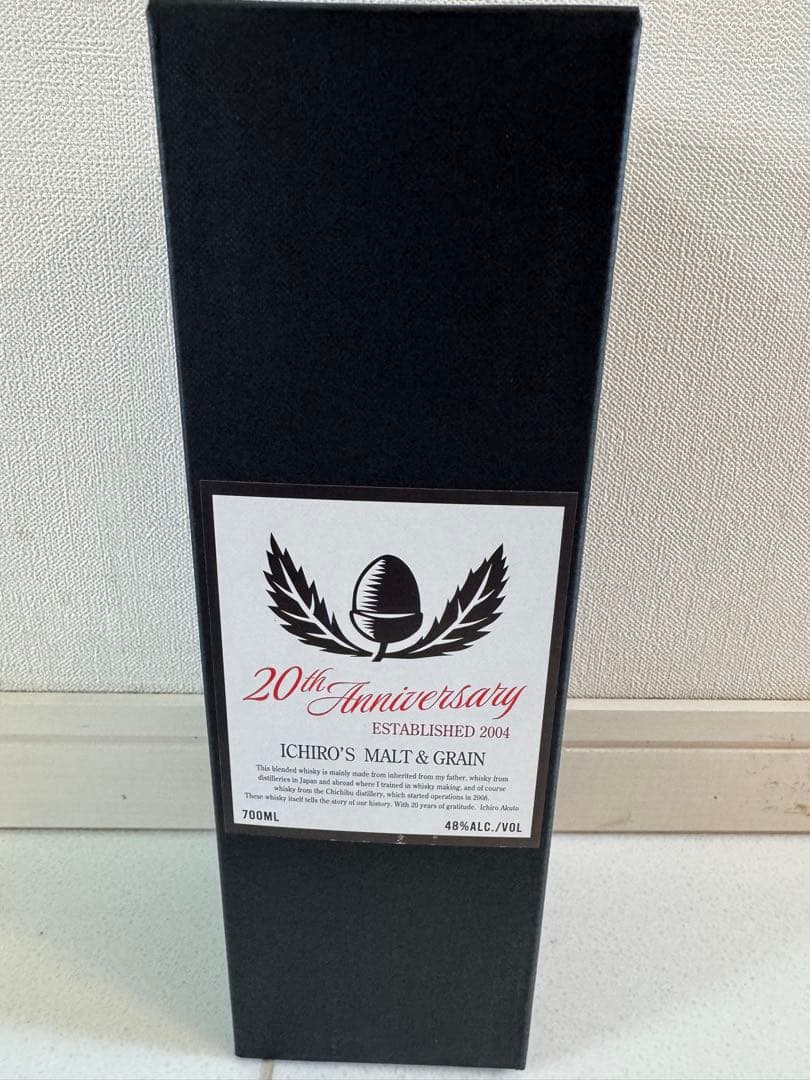 20th Anniversary
ESTABLISHED 2004
ICHIRO'S MALT & GRAIN
This blended whisky is mainly made from inherited from my father, whisky from
distilleries in Japan and abroad where I trained in whisky making, and of course
whisky from the Chichibu distillery, which started operations in 2008.
These whisky itself tells the story of our history. With 20 years of gratitude. Ichiro Akuto
700ML
48%ALC./VOL